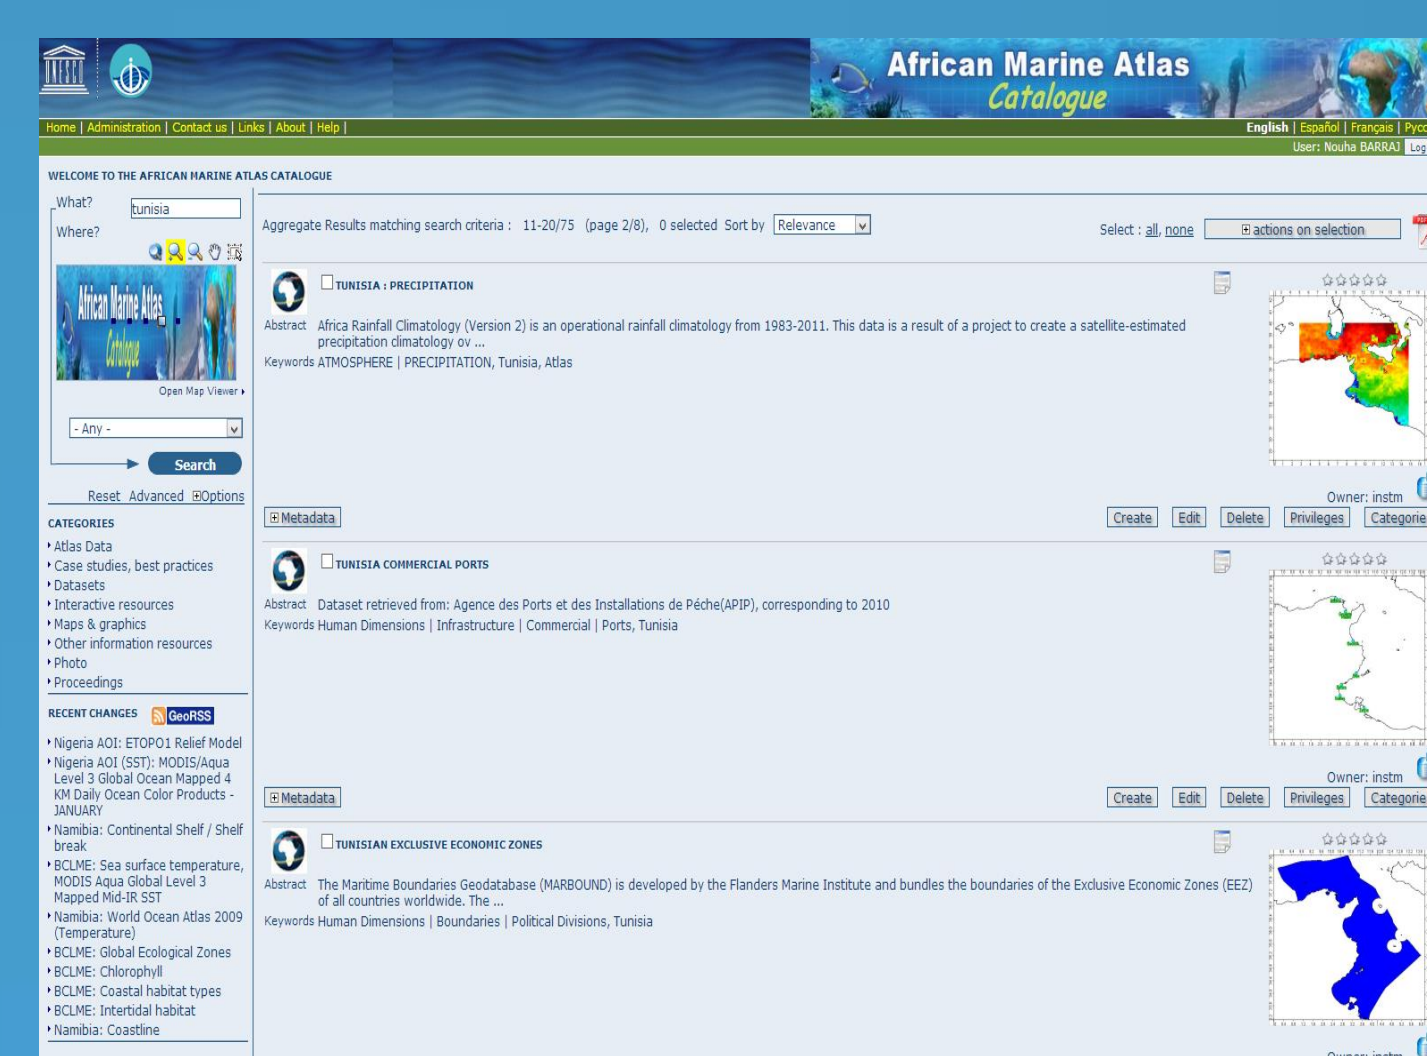 UNESCO
African Marine Atlas
Catalogue
Home | Administration | Contact us | Links | About | Help |
English | Español | Français |
User: Nouha BARRAJ
WELCOME TO THE AFRICAN MARINE ATLAS CATALOGUE
What? tunisia
Where?
African Marine Atlas
Catalogue
Open Map Viewer
- Any -
Search
Reset Advanced Options
CATEGORIES
Atlas Data
Case studies, best practices
Datasets
Interactive resources
Maps & graphics
Other information resources
Photo
Proceedings
RECENT CHANGES GeoRSS
Nigeria AOI: ETOPO1 Relief Model
Nigeria AOI (SST): MODIS/Aqua
Level 3 Global Ocean Mapped 4
KM Daily Ocean Color Products -
JANUARY
Namibia: Continental Shelf / Shelf
break
BCLME: Sea surface temperature,
MODIS Aqua Global Level 3
Mapped Mid-IR SST
Namibia: World Ocean Atlas 2009
(Temperature)
BCLME: Global Ecological Zones
BCLME: Chlorophyll
BCLME: Coastal habitat types
BCLME: Intertidal habitat
Namibia: Coastline
Aggregate Results matching search criteria : 11-20/75 (page 2/8), 0 selected Sort by Relevance
Select : all, none actions on selection
TUNISIA : PRECIPITATION
Abstract Africa Rainfall Climatology (Version 2) is an operational rainfall climatology from 1983-2011. This data is a result of a project to create a satellite-estimated
precipitation climatology ov ...
Keywords ATMOSPHERE | PRECIPITATION, Tunisia, Atlas
Owner: instm
Metadata Create Edit Delete Privileges Categorie
TUNISIA COMMERCIAL PORTS
Abstract Dataset retrieved from: Agence des Ports et des Installations de Péche(APIP), corresponding to 2010
Keywords Human Dimensions | Infrastructure | Commercial | Ports, Tunisia
Owner: instm
Metadata Create Edit Delete Privileges Categorie
TUNISIAN EXCLUSIVE ECONOMIC ZONES
Abstract The Maritime Boundaries Geodatabase (MARBOUND) is developed by the Flanders Marine Institute and bundles the boundaries of the Exclusive Economic Zones (EEZ)
of all countries worldwide. The ...
Keywords Human Dimensions | Boundaries | Political Divisions, Tunisia
Owner: instm